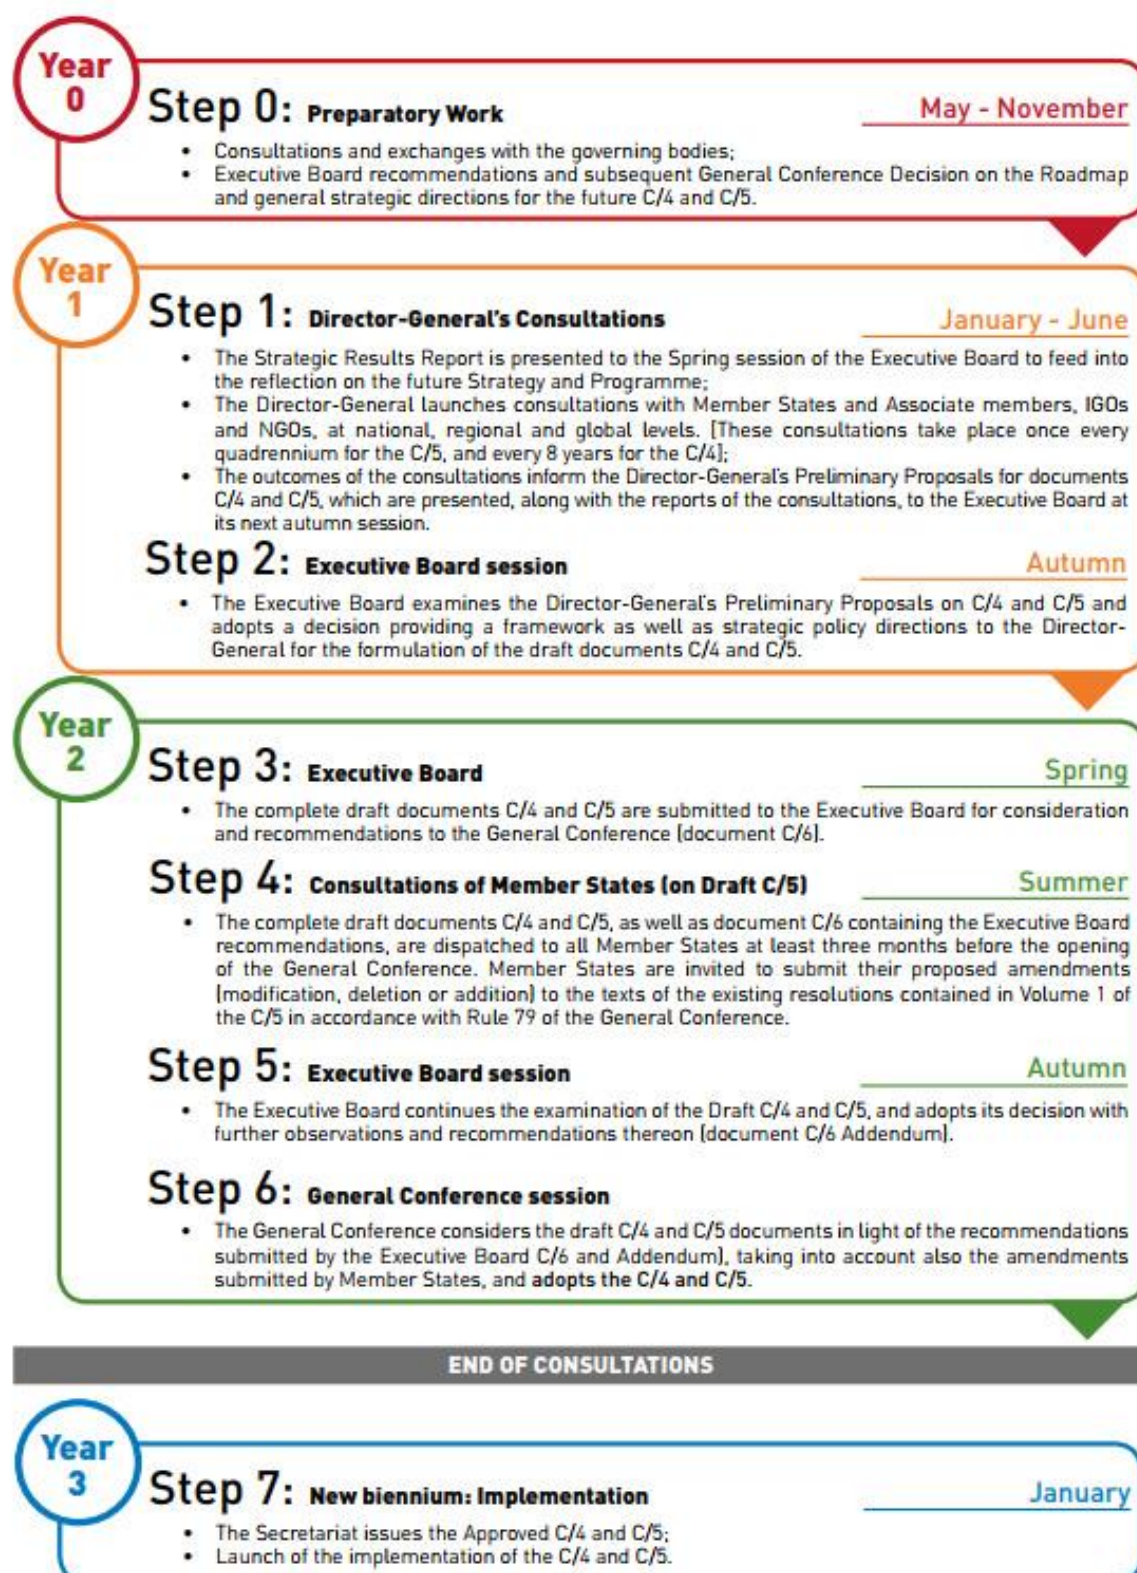 Year
0
Step 0: Preparatory Work
May - November
• Consultations and exchanges with the governing bodies;
• Executive Board recommendations and subsequent General Conference Decision on the Roadmap
and general strategic directions for the future C/4 and C/5.
Year
1
Step 1: Director-General's Consultations
January - June
• The Strategic Results Report is presented to the Spring session of the Executive Board to feed into
the reflection on the future Strategy and Programme;
• The Director-General launches consultations with Member States and Associate members, IGOs
and NGOs, at national, regional and global levels. [These consultations take place once every
quadrennium for the C/5, and every 8 years for the C/4];
• The outcomes of the consultations inform the Director-General's Preliminary Proposals for documents
C/4 and C/5, which are presented, along with the reports of the consultations, to the Executive Board at
its next autumn session.
Step 2: Executive Board session
Autumn
• The Executive Board examines the Director-General's Preliminary Proposals on C/4 and C/5 and
adopts a decision providing a framework as well as strategic policy directions to the Director-
General for the formulation of the draft documents C/4 and C/5.
Year
2
Step 3: Executive Board
Spring
• The complete draft documents C/4 and C/5 are submitted to the Executive Board for consideration
and recommendations to the General Conference (document C/6).
Step 4: Consultations of Member States (on Draft C/5)
Summer
• The complete draft documents C/4 and C/5, as well as document C/6 containing the Executive Board
recommendations, are dispatched to all Member States at least three months before the opening
of the General Conference. Member States are invited to submit their proposed amendments
(modification, deletion or addition) to the texts of the existing resolutions contained in Volume 1 of
the C/5 in accordance with Rule 79 of the General Conference.
Step 5: Executive Board session
Autumn
• The Executive Board continues the examination of the Draft C/4 and C/5, and adopts its decision with
further observations and recommendations thereon (document C/6 Addendum).
Step 6: General Conference session
• The General Conference considers the draft C/4 and C/5 documents in light of the recommendations
submitted by the Executive Board C/6 and Addendum), taking into account also the amendments
submitted by Member States, and adopts the C/4 and C/5.
END OF CONSULTATIONS
Year
3
Step 7: New biennium: Implementation
January
• The Secretariat issues the Approved C/4 and C/5;
• Launch of the implementation of the C/4 and C/5.